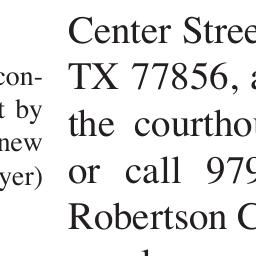 con-
t by
new
yer)
Center Stree
TX 77856, a
the courthou
or call 979
Robertson C